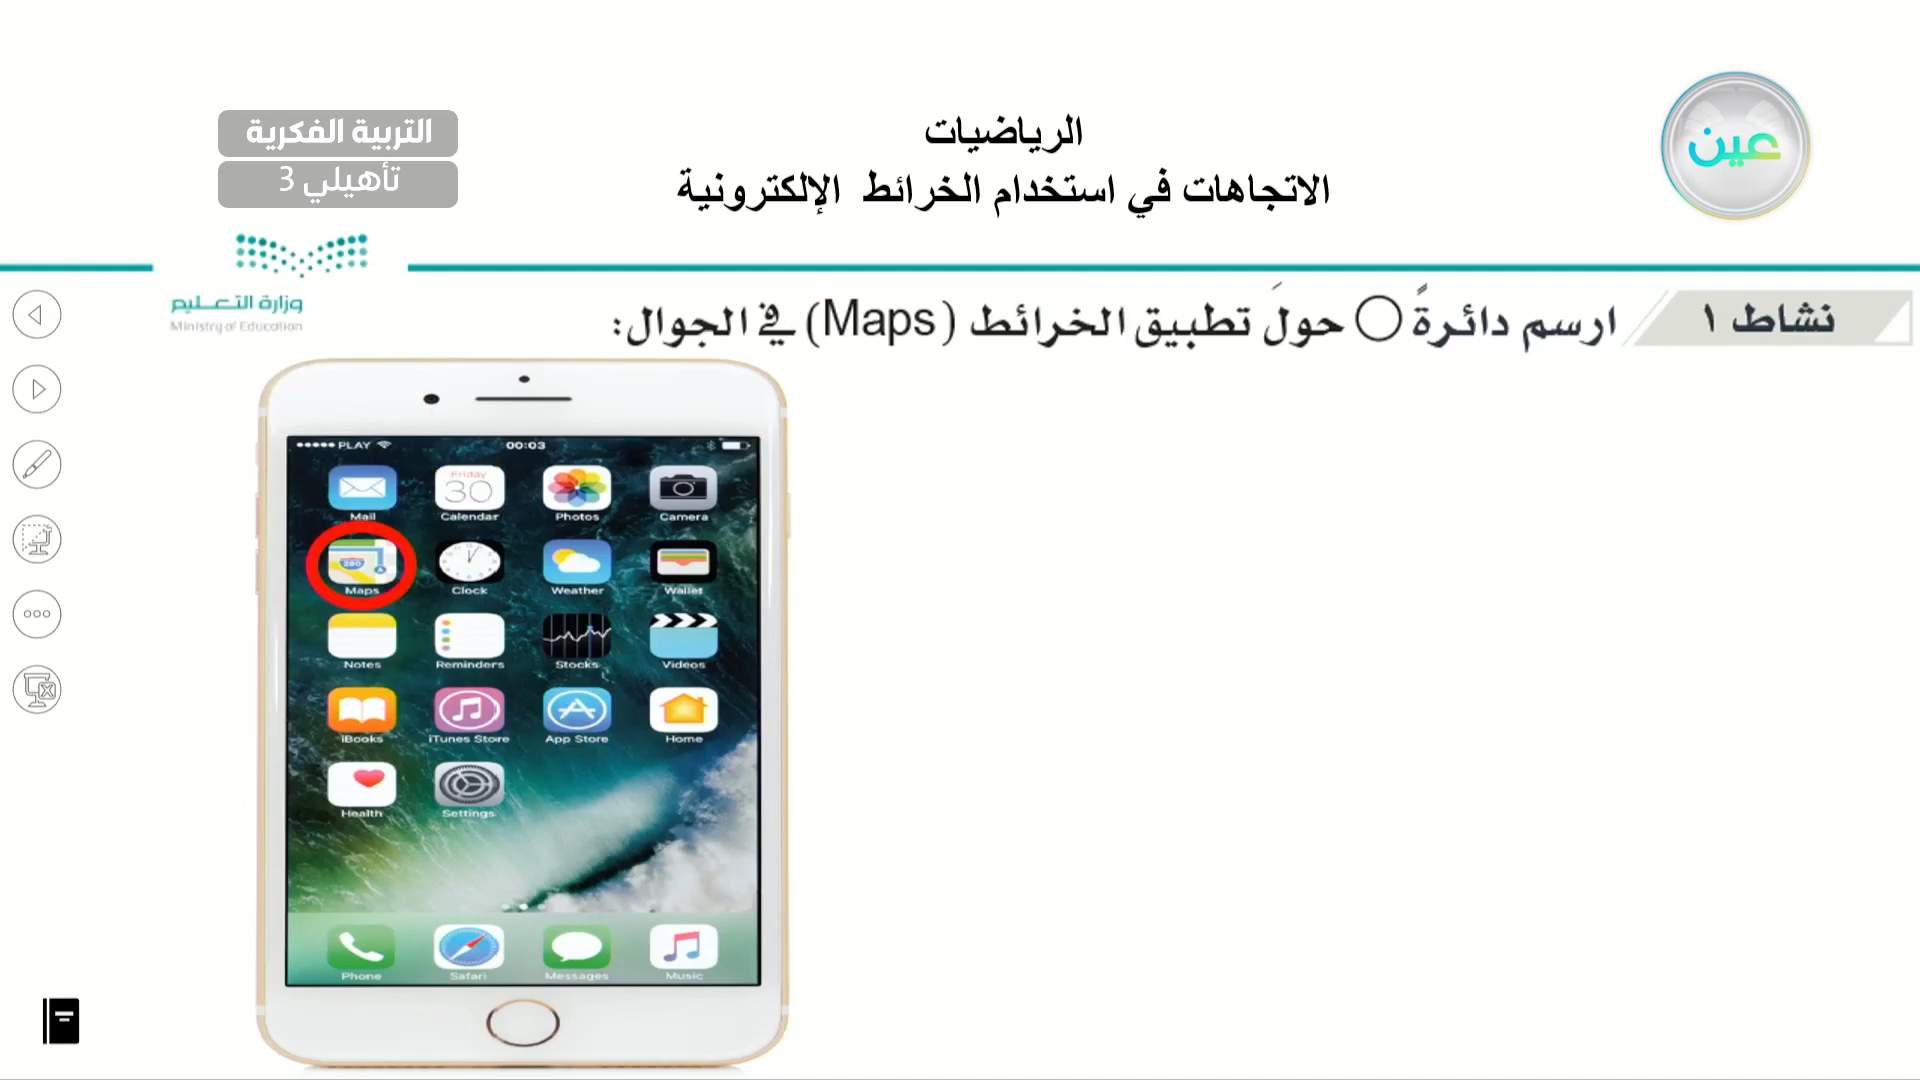 التربية الفكرية
تأهيلي 3
الرياضيات
الاتجاهات في استخدام الخرائط الإلكترونية
عين
وزارة التعليم
Ministry of Education
نشاط ١
ارسم دائرةً حولَ تطبيق الخرائط (Maps) في الجوال:
PLAY 00:03
Friday
30
Mail Calendar Photos Camera
280
Maps Clock Weather Wallet
Notes Reminders Stocks Videos
iBooks iTunes Store App Store Home
Health Settings
Phone Safari Messages Music